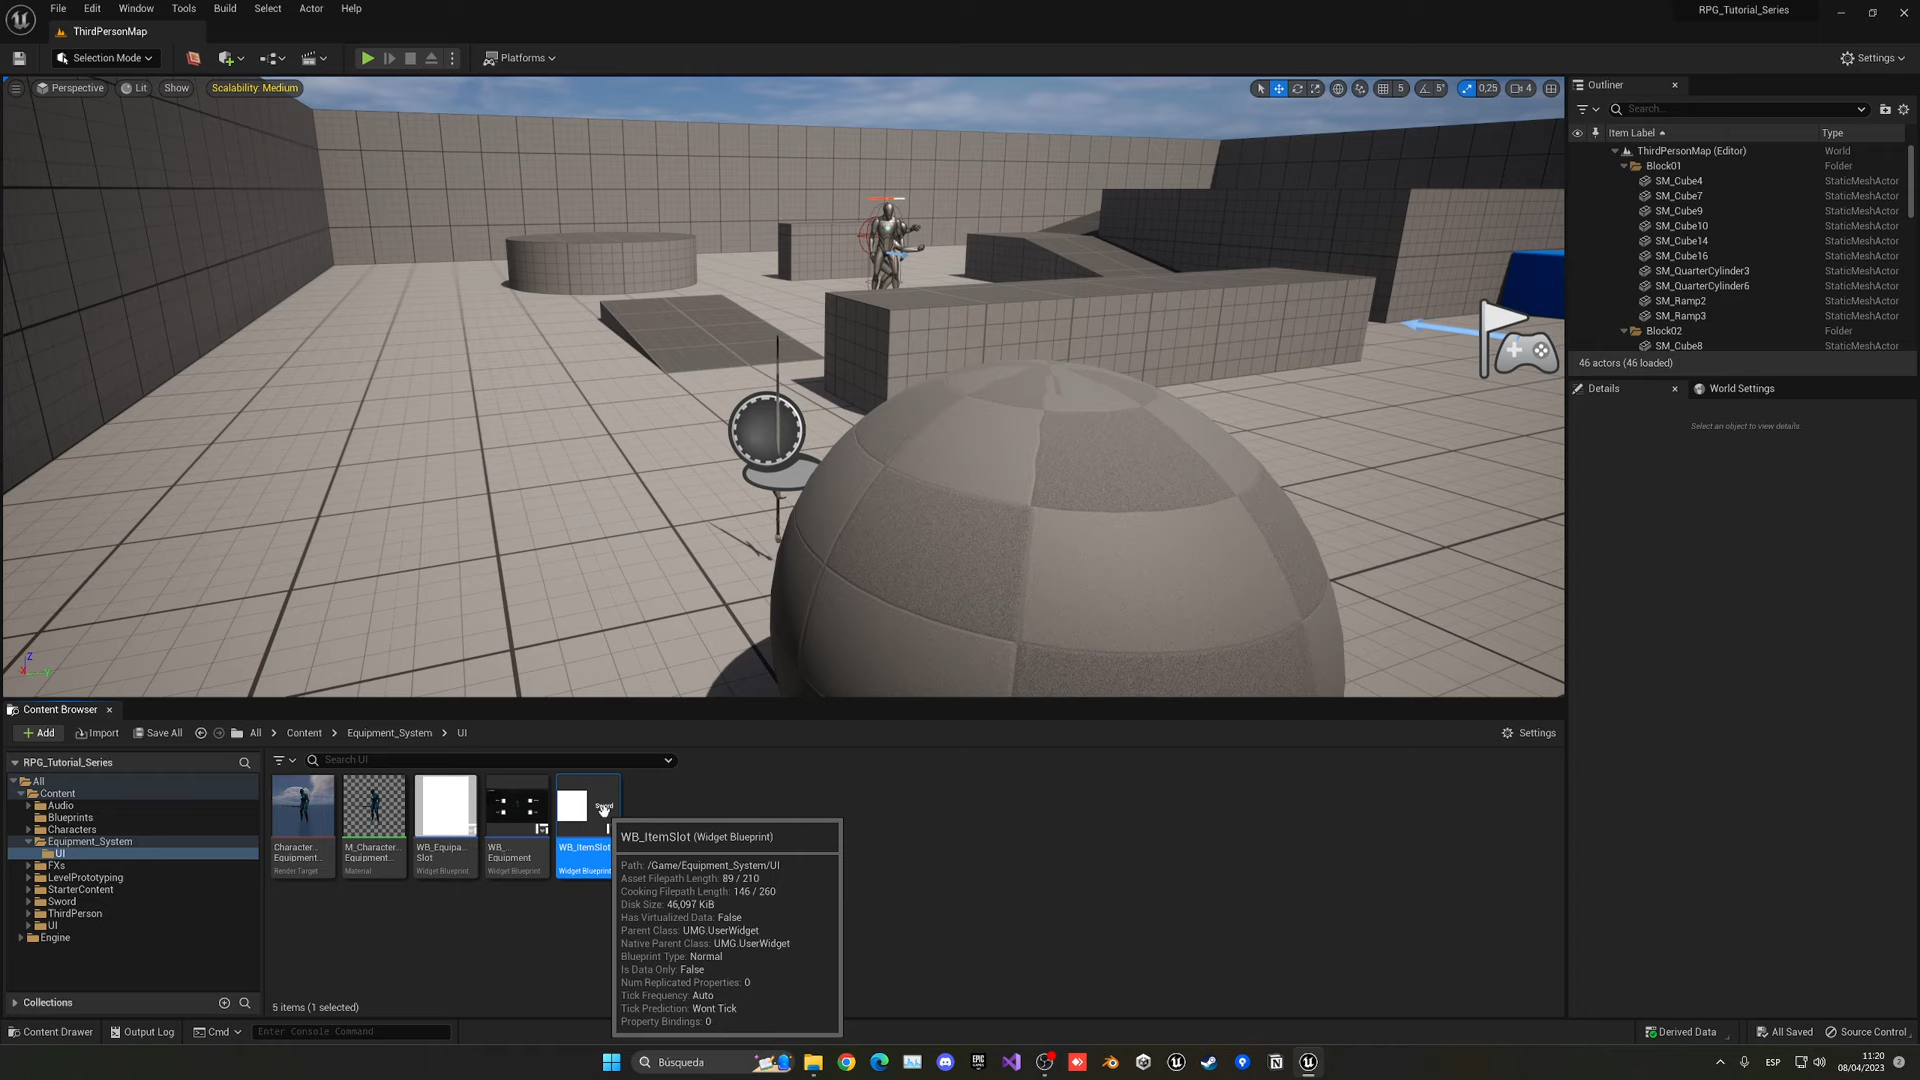 File Edit Window Tools Build Select Actor Help
RPG_Tutorial_Series
ThirdPersonMap
Selection Mode
Platforms
Settings
Perspective
Lit
Show
Scalability: Medium
5
5°
0,25
4
Outliner
Search...
Item Label
Type
ThirdPersonMap (Editor) World
Block01 Folder
SM_Cube4 StaticMeshActor
SM_Cube7 StaticMeshActor
SM_Cube9 StaticMeshActor
SM_Cube10 StaticMeshActor
SM_Cube14 StaticMeshActor
SM_Cube16 StaticMeshActor
SM_QuarterCylinder3 StaticMeshActor
SM_QuarterCylinder6 StaticMeshActor
SM_Ramp2 StaticMeshActor
SM_Ramp3 StaticMeshActor
Block02 Folder
SM_Cube8 StaticMeshActor
46 actors (46 loaded)
Details
World Settings
Select an object to view details
Z
Content Browser
Add
Import
Save All
All
Content
Equipment_System
UI
Settings
RPG_Tutorial_Series
All
Content
Audio
Blueprints
Characters
Equipment_System
UI
FXs
LevelPrototyping
StarterContent
Sword
ThirdPerson
UI
Engine
Collections
Search UI
Character...
Equipment...
Render Target
M_Character
Equipment...
Material
WB_Equipa...
Slot
Widget Blueprint
WB_...
Equipment
Widget Blueprint
Sword
WB_ItemSlot
Widget Blueprint
5 items (1 selected)
WB_ItemSlot (Widget Blueprint)
Path: /Game/Equipment_System/UI
Asset Filepath Length: 89 / 210
Cooking Filepath Length: 146 / 260
Disk Size: 46,097 KiB
Has Virtualized Data: False
Parent Class: UMG.UserWidget
Native Parent Class: UMG.UserWidget
Blueprint Type: Normal
Is Data Only: False
Num Replicated Properties: 0
Tick Frequency: Auto
Tick Prediction: Wont Tick
Property Bindings: 0
Content Drawer
Output Log
Cmd
Enter Console Command
Derived Data
All Saved
Source Control
Búsqueda
EPIC
GAMES
ESP
11:20
08/04/2023
2